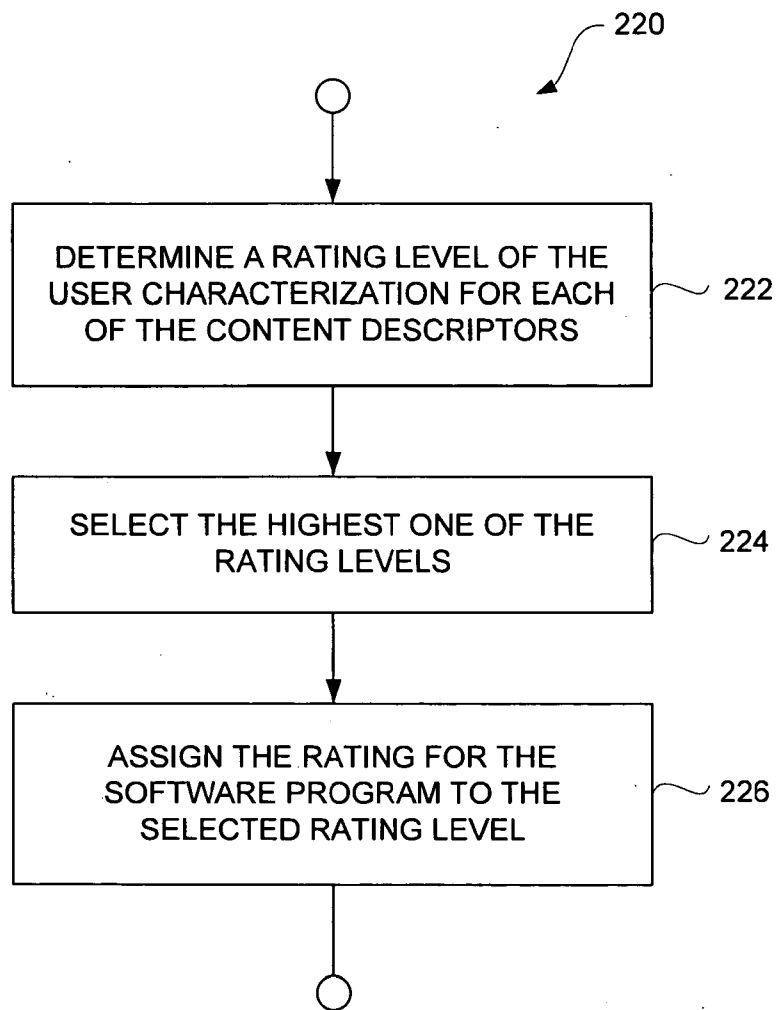 220
DETERMINE A RATING LEVEL OF THE
USER CHARACTERIZATION FOR EACH
OF THE CONTENT DESCRIPTORS
222
SELECT THE HIGHEST ONE OF THE
RATING LEVELS
224
ASSIGN THE RATING FOR THE
SOFTWARE PROGRAM TO THE
SELECTED RATING LEVEL
226